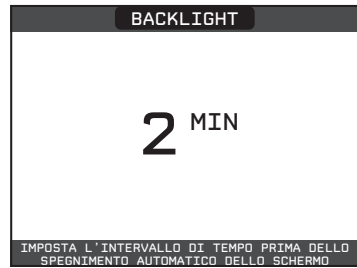 BACKLIGHT
2 MIN
IMPOSTA L'INTERVALLO DI TEMPO PRIMA DELLO
SPEGNIMENTO AUTOMATICO DELLO SCHERMO